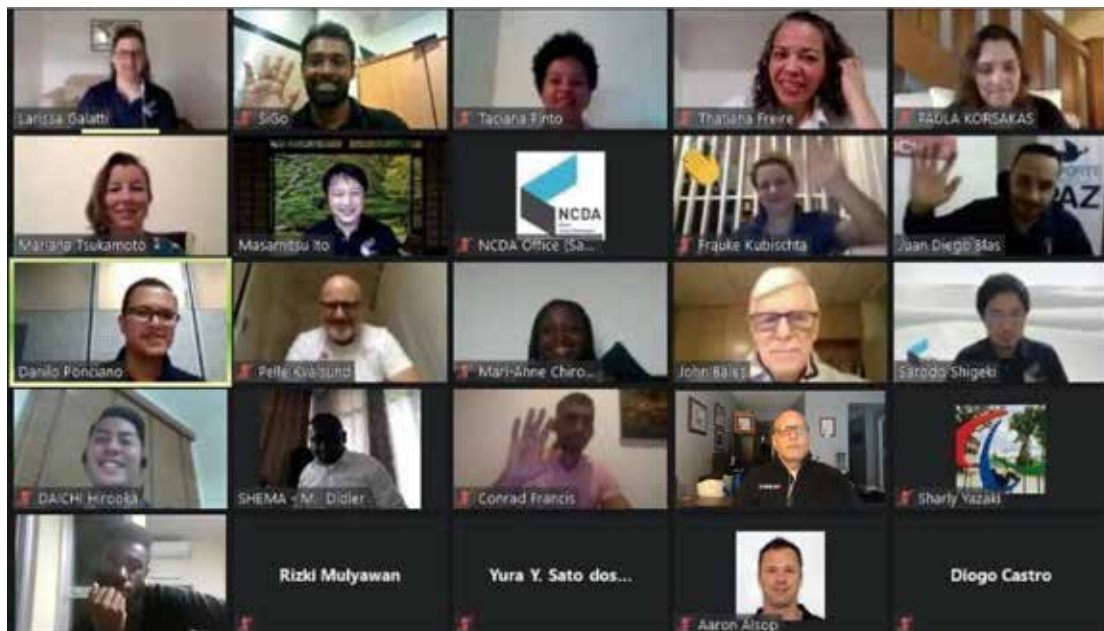 Larissa Galatti
SiGo
Taciana Pinto
Thatiana Freire
PAULA KORSAKAS
Mariana Tsukamoto
Masamitsu Ito
NCDA
NCDA Office (Sa...
Frauke Kubischta
PAZ
Juan Diego Blas
Danilo Ponciano
Pelle Kvalsund
Mari-Anne Chiro...
John Bales
Sarodo Shigeki
DAICHI Hirooka
SHEMA - M. Didier
Conrad Francis
Sharly Yazaki
Rizki Mulyawan
Yura Y. Sato dos...
Aaron Alsop
Diogo Castro